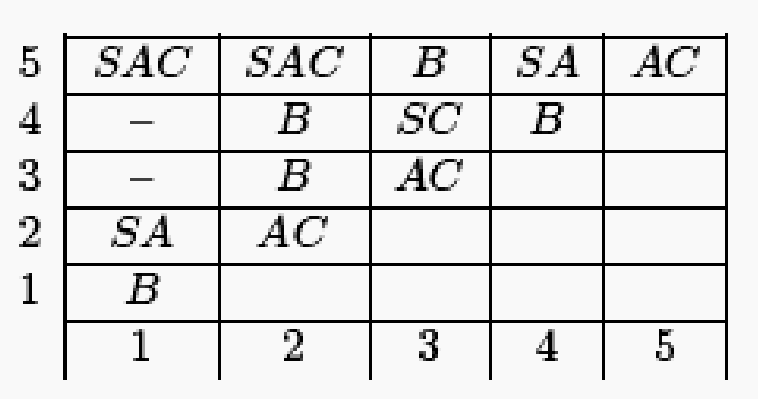 5 SAC SAC B SA AC
4 – B SC B
3 – B AC
2 SA AC
1 B
1 2 3 4 5